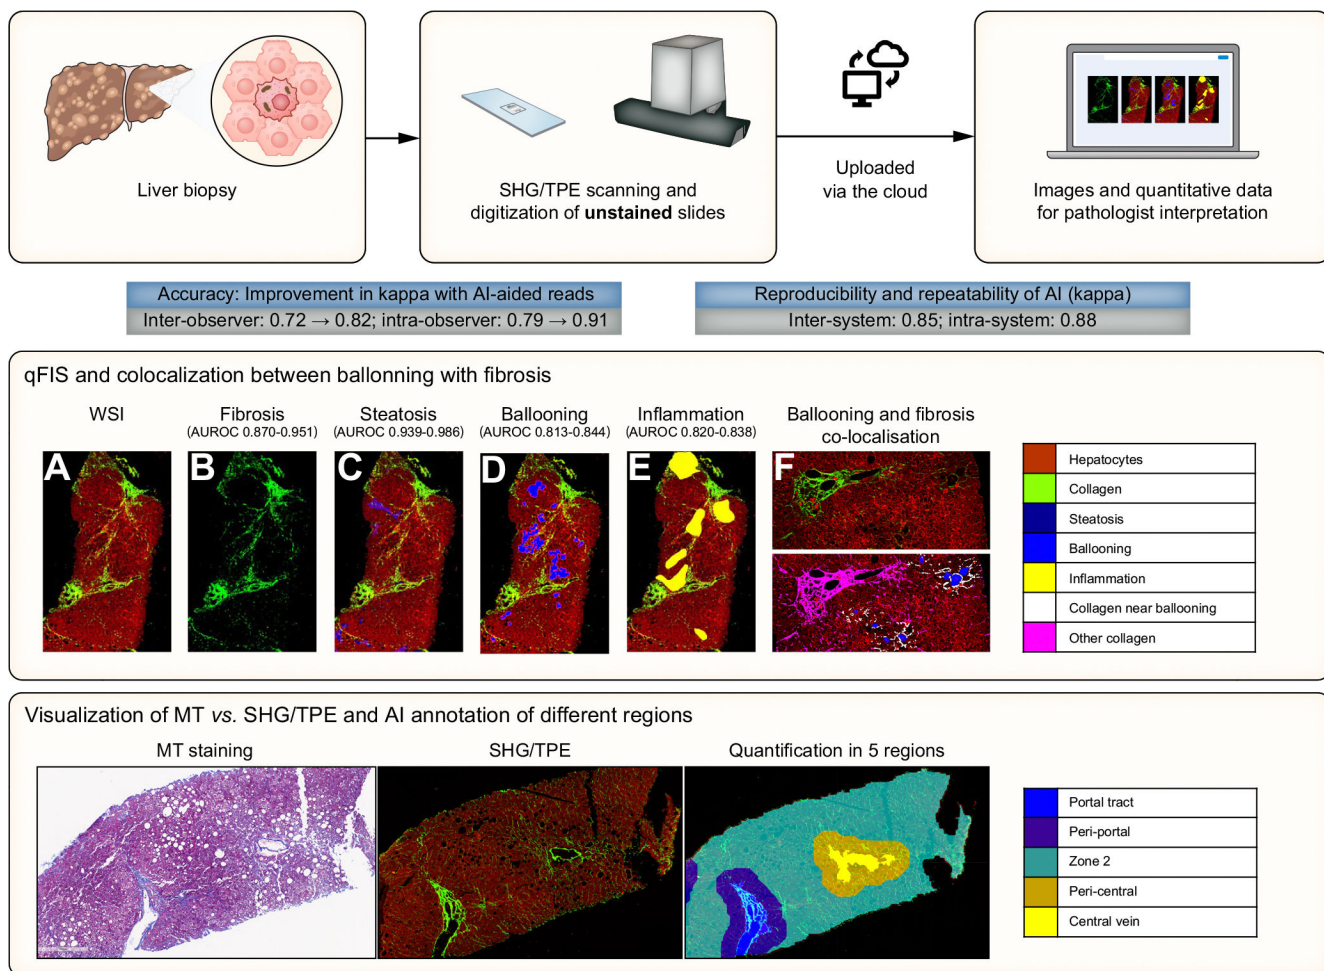 Liver biopsy
SHG/TPE scanning and
digitization of unstained slides
Uploaded
via the cloud
Images and quantitative data
for pathologist interpretation
Accuracy: Improvement in kappa with AI-aided reads
Inter-observer: 0.72 → 0.82; intra-observer: 0.79 → 0.91
Reproducibility and repeatability of AI (kappa)
Inter-system: 0.85; intra-system: 0.88
qFIS and colocalization between ballonning with fibrosis
WSI
Fibrosis
(AUROC 0.870-0.951)
Steatosis
(AUROC 0.939-0.986)
Ballooning
(AUROC 0.813-0.844)
Inflammation
(AUROC 0.820-0.838)
Ballooning and fibrosis
co-localisation
A
B
C
D
E
F
Hepatocytes
Collagen
Steatosis
Ballooning
Inflammation
Collagen near ballooning
Other collagen
Visualization of MT vs. SHG/TPE and AI annotation of different regions
MT staining
SHG/TPE
Quantification in 5 regions
Portal tract
Peri-portal
Zone 2
Peri-central
Central vein